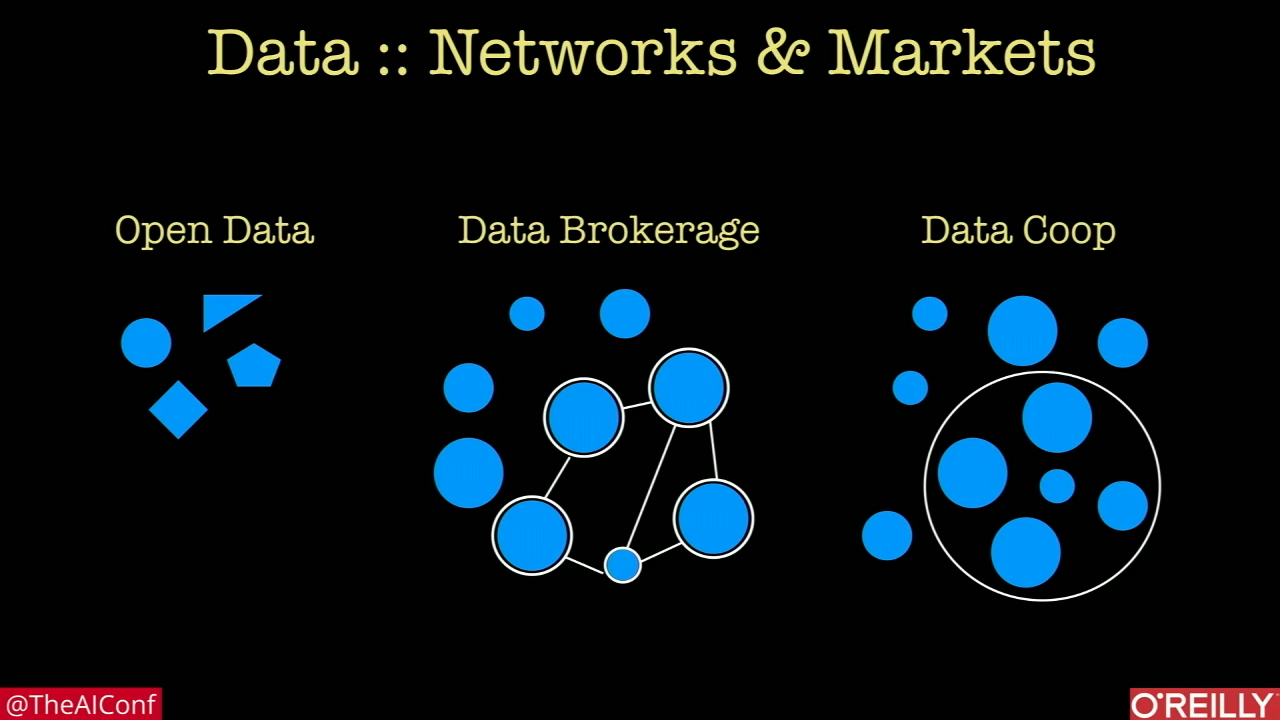 Data :: Networks & Markets
Open Data
Data Brokerage
Data Coop
@TheAIConf
O'REILLY